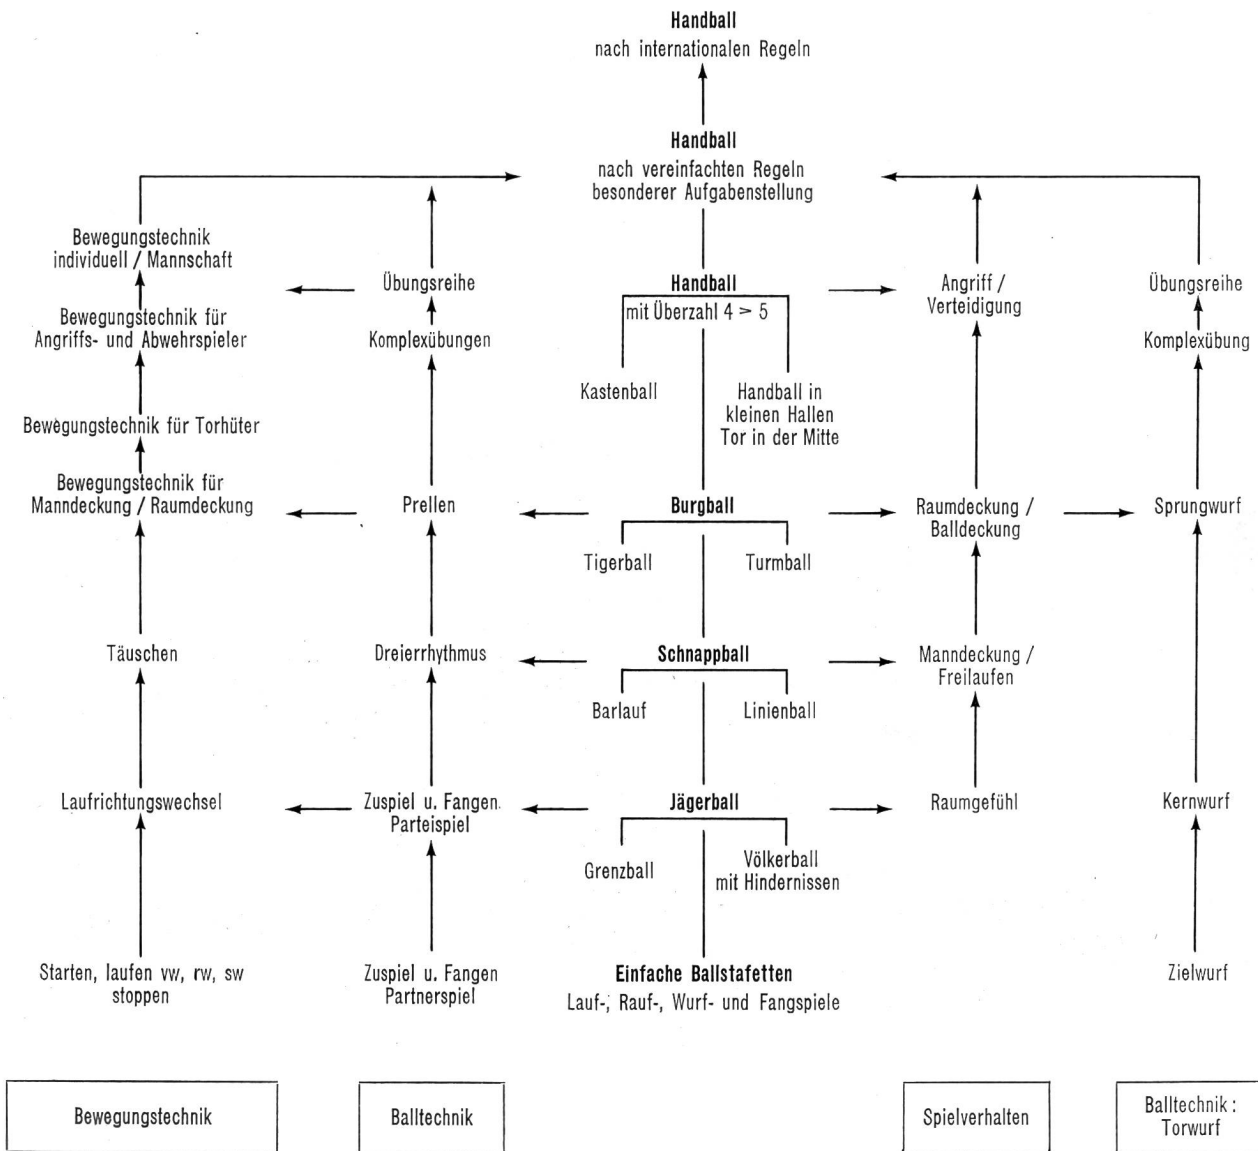 Handball
nach internationalen Regeln
Handball
nach vereinfachten Regeln
besonderer Aufgabenstellung
Bewegungstechnik
individuell / Mannschaft
Übungsreihe
Handball
mit Überzahl 4 > 5
Angriff /
Verteidigung
Übungsreihe
Bewegungstechnik für
Angriffs- und Abwehrspieler
Komplexübungen
Komplexübung
Kastenball
Handball in
kleinen Hallen
Tor in der Mitte
Bewegungstechnik für Torhüter
Bewegungstechnik für
Manndeckung / Raumdeckung
Prellen
Burgball
Raumdeckung /
Balldeckung
Sprungwurf
Tigerball
Turmball
Täuschen
Dreierrhythmus
Schnappball
Manndeckung /
Freilaufen
Barlauf
Linienball
Laufrichtungswechsel
Zuspiel u. Fangen
Parteispiel
Jägerball
Raumgefühl
Kernwurf
Grenzball
Völkerball
mit Hindernissen
Starten, laufen vw, rw, sw
stoppen
Zuspiel u. Fangen
Partnerspiel
Einfache Ballstafetten
Lauf-, Rauf-, Wurf- und Fangspiele
Zielwurf
Bewegungstechnik
Balltechnik
Spielverhalten
Balltechnik :
Torwurf